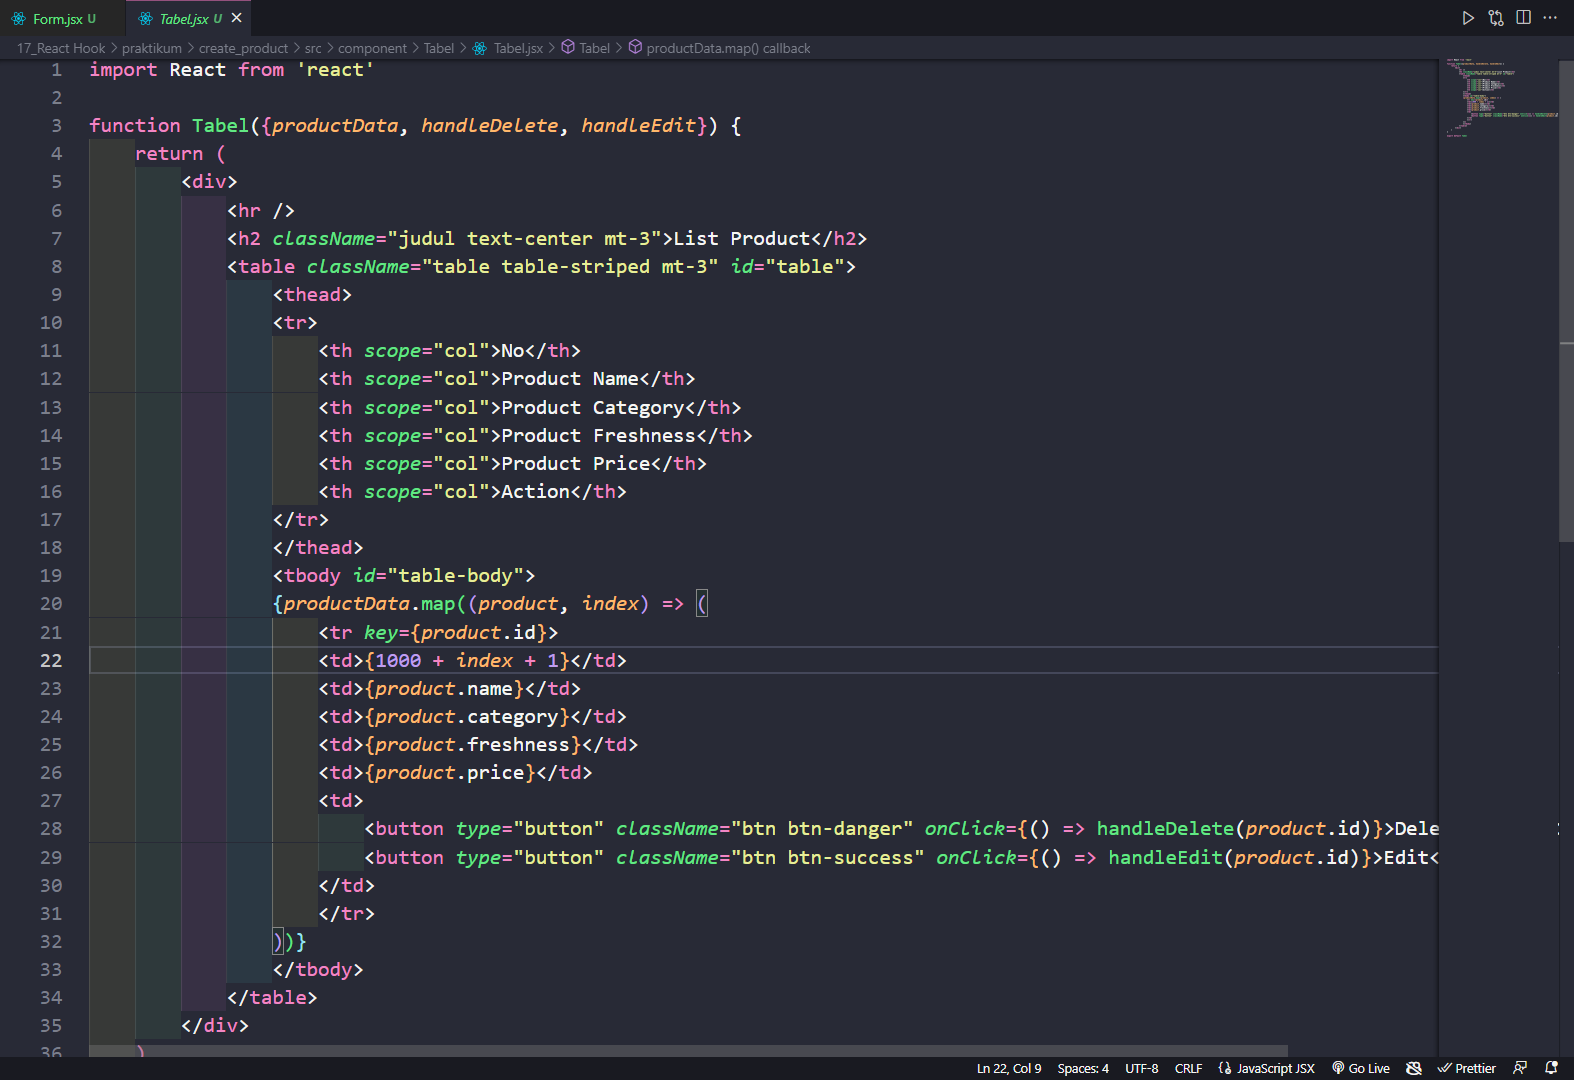 Form.jsx U Tabel.jsx U
17_React Hook > praktikum > create_product > src > component > Tabel > Tabel.jsx > Tabel > productData.map() callback
1 import React from 'react'
2
3 function Tabel({productData, handleDelete, handleEdit}) {
4 return (
5 <div>
6 <hr />
7 <h2 className="judul text-center mt-3">List Product</h2>
8 <table className="table table-striped mt-3" id="table">
9 <thead>
10 <tr>
11 <th scope="col">No</th>
12 <th scope="col">Product Name</th>
13 <th scope="col">Product Category</th>
14 <th scope="col">Product Freshness</th>
15 <th scope="col">Product Price</th>
16 <th scope="col">Action</th>
17 </tr>
18 </thead>
19 <tbody id="table-body">
20 {productData.map((product, index) => (
21 <tr key={product.id}>
22 <td>{1000 + index + 1}</td>
23 <td>{product.name}</td>
24 <td>{product.category}</td>
25 <td>{product.freshness}</td>
26 <td>{product.price}</td>
27 <td>
28 <button type="button" className="btn btn-danger" onClick={() => handleDelete(product.id)}>Dele
29 <button type="button" className="btn btn-success" onClick={() => handleEdit(product.id)}>Edit<
30 </td>
31 </tr>
32 ))}
33 </tbody>
34 </table>
35 </div>
36 )
Ln 22, Col 9 Spaces: 4 UTF-8 CRLF JavaScript JSX Go Live Prettier